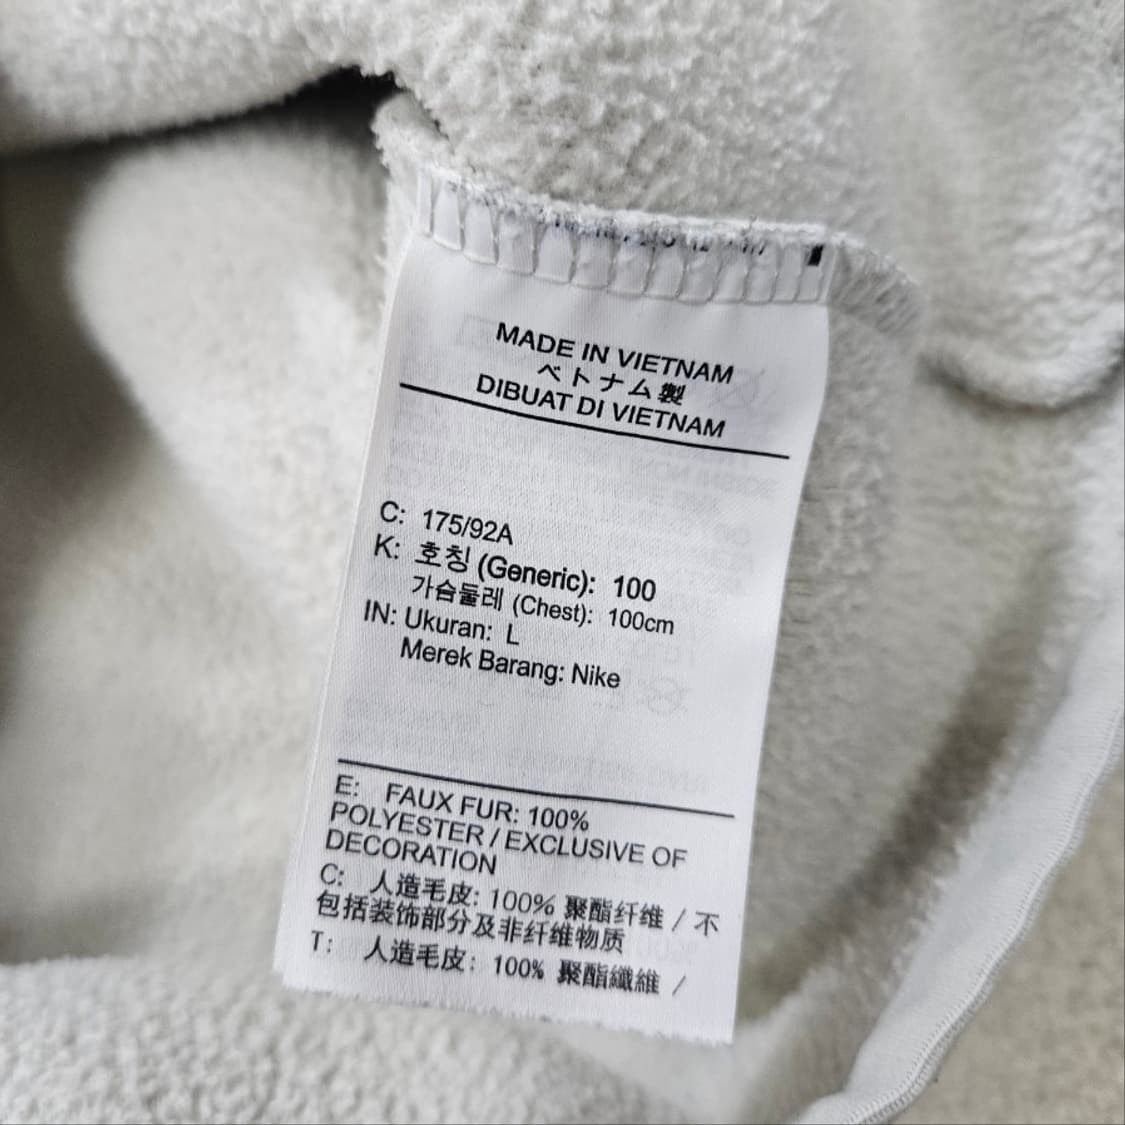 MADE IN VIETNAM
ベトナム製
DIBUAT DI VIETNAM
C: 175/92A
K: 호칭 (Generic): 100
가슴둘레 (Chest): 100cm
IN: Ukuran: L
Merek Barang: Nike
E: FAUX FUR: 100%
POLYESTER / EXCLUSIVE OF
DECORATION
C: 人造毛皮: 100% 聚酯纤维 / 不
包括装饰部分及非纤维物质
T: 人造毛皮: 100% 聚酯纖維 /